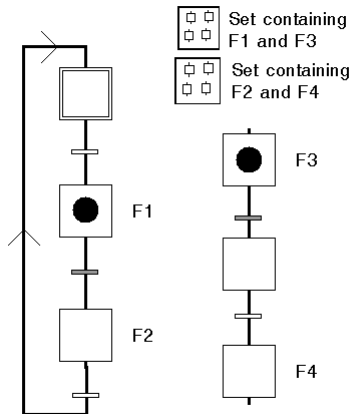 Set containing
F1 and F3
Set containing
F2 and F4
F3
F1
F2
F4